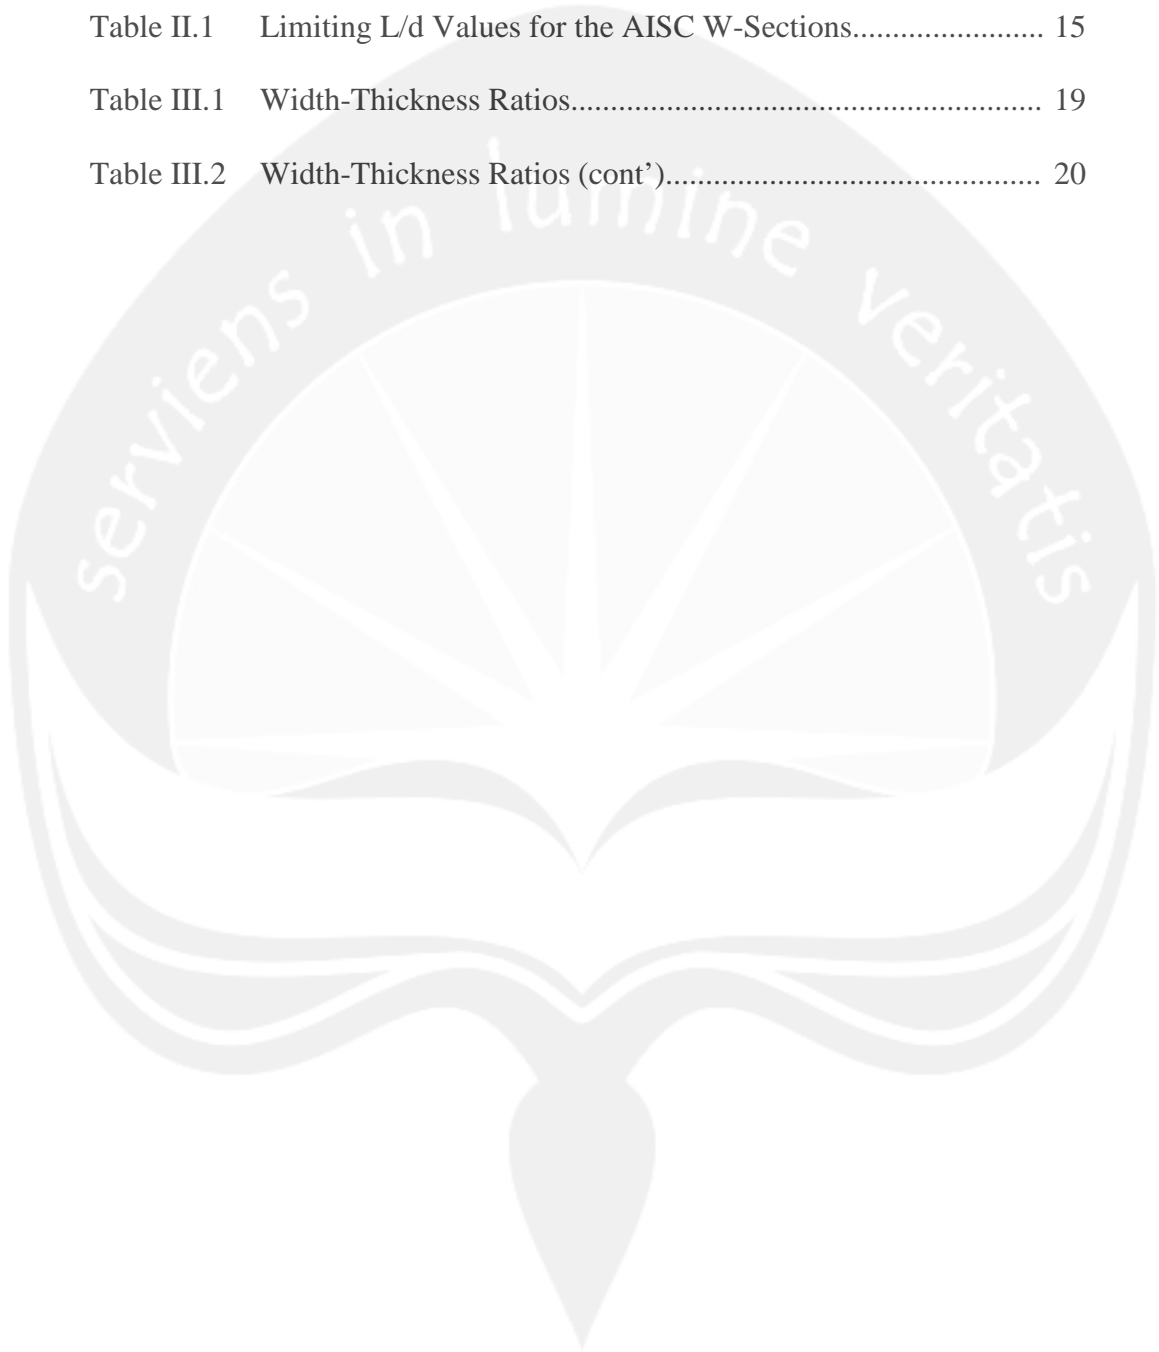 Table II.1 Limiting L/d Values for the AISC W-Sections........................ 15
Table III.1 Width-Thickness Ratios.......................................................... 19
Table III.2 Width-Thickness Ratios (cont’)............................................... 20
serviens in lumine veritatis